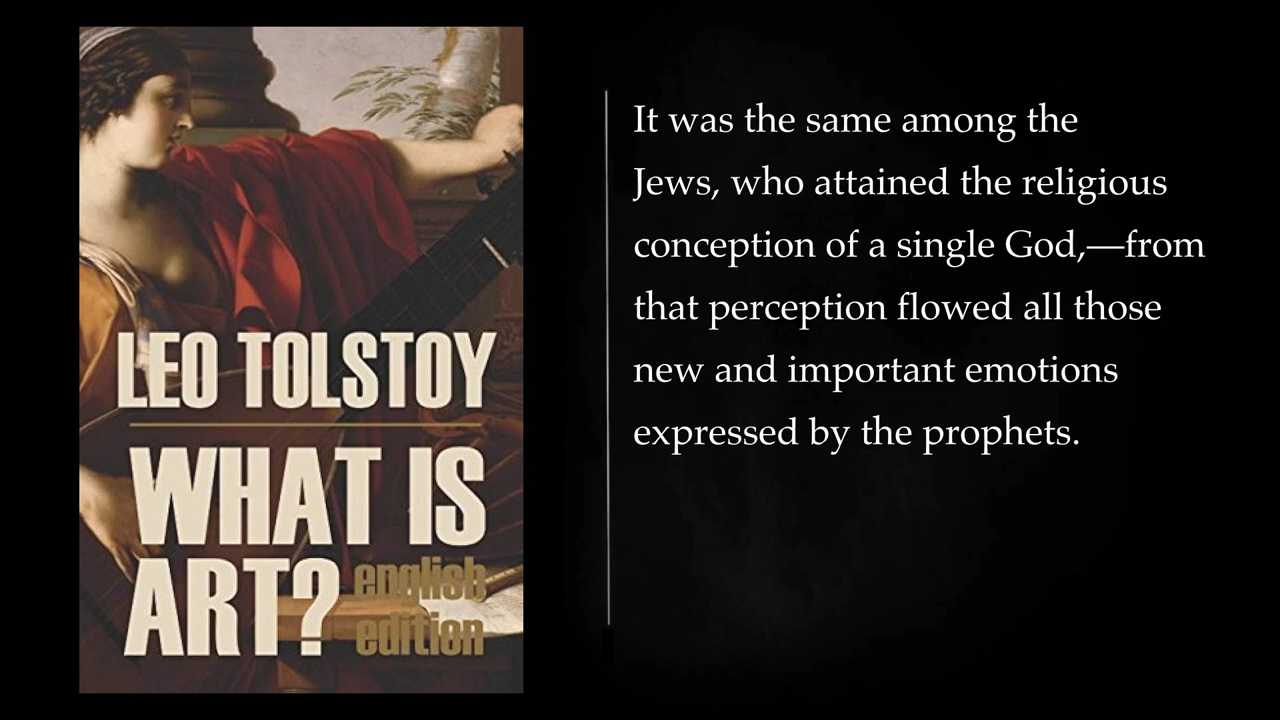 LEO TOLSTOY
WHAT IS
ART?
english
edition
It was the same among the
Jews, who attained the religious
conception of a single God,—from
that perception flowed all those
new and important emotions
expressed by the prophets.